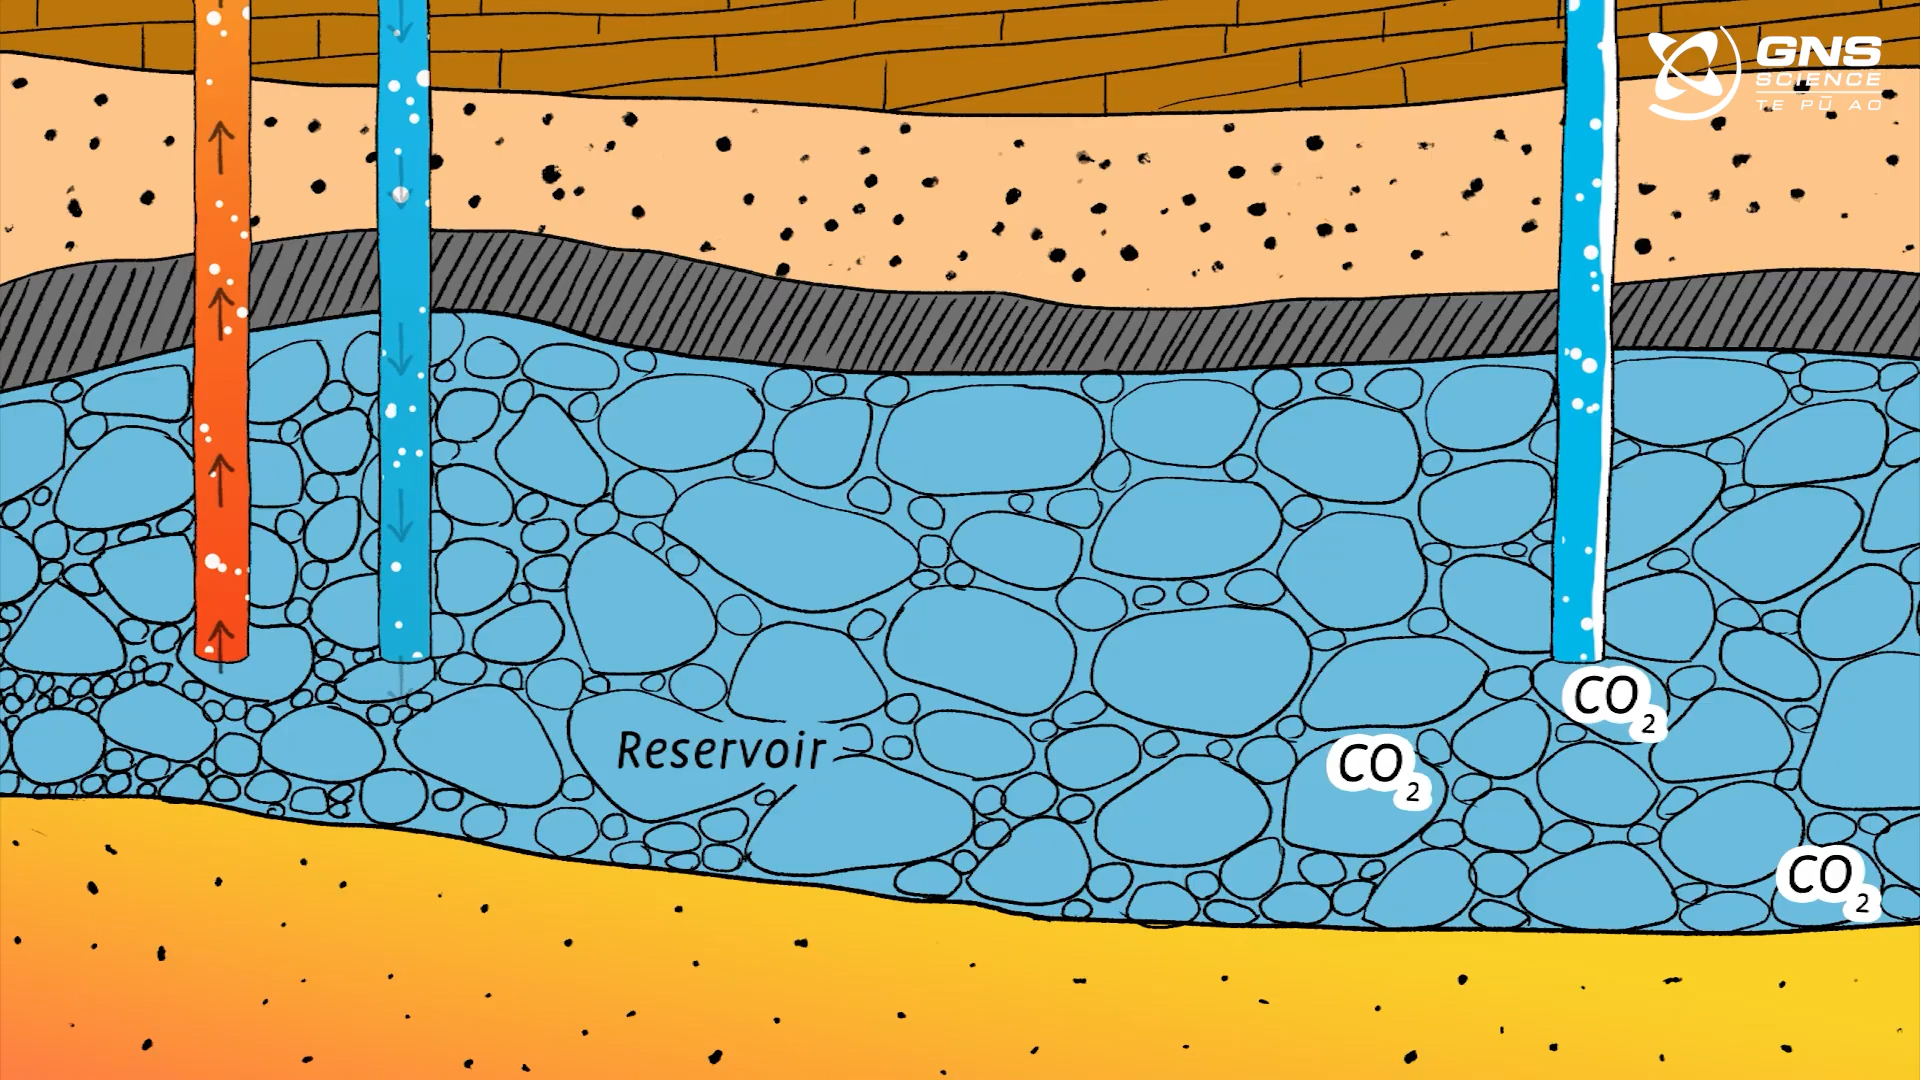 GNS
SCIENCE
TE PŪ AO
CO2
Reservoir
CO2
CO2